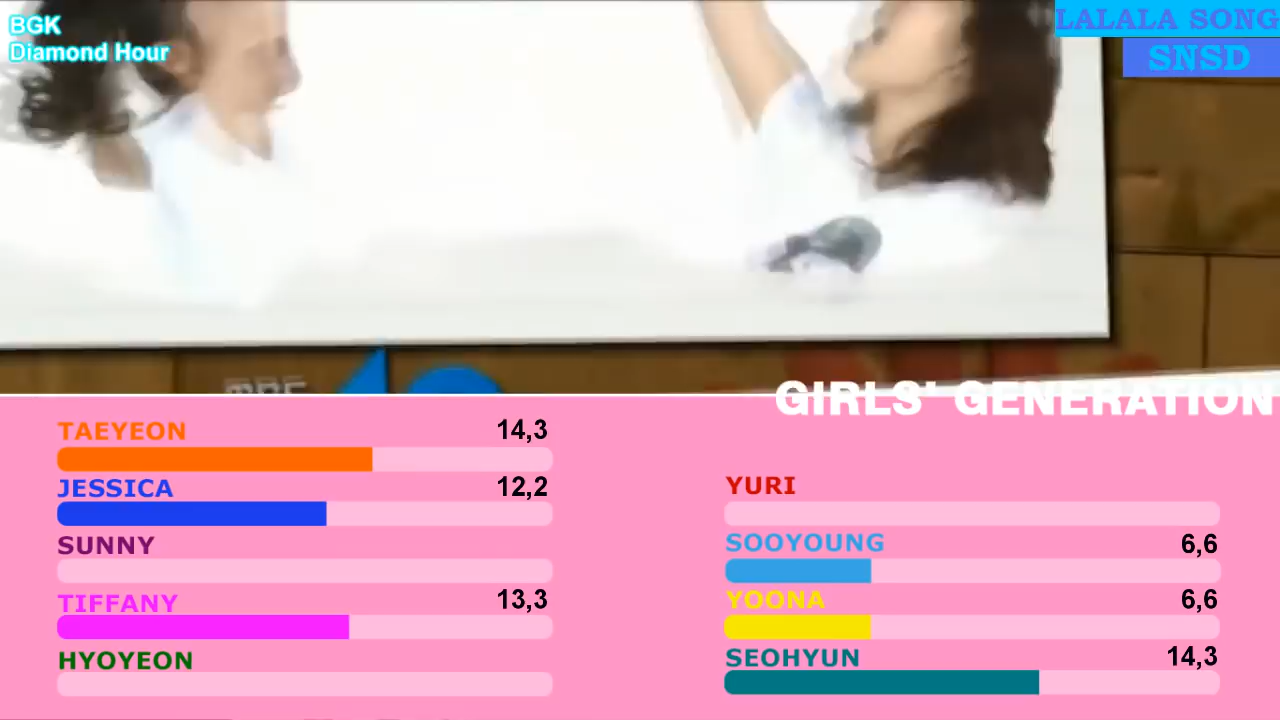 BGK
Diamond Hour
LALALA SONG
SNSD
GIRLS' GENERATION
TAEYEON 14,3
JESSICA 12,2
SUNNY
TIFFANY 13,3
HYOYEON
YURI
SOOYOUNG 6,6
YOONA 6,6
SEOHYUN 14,3